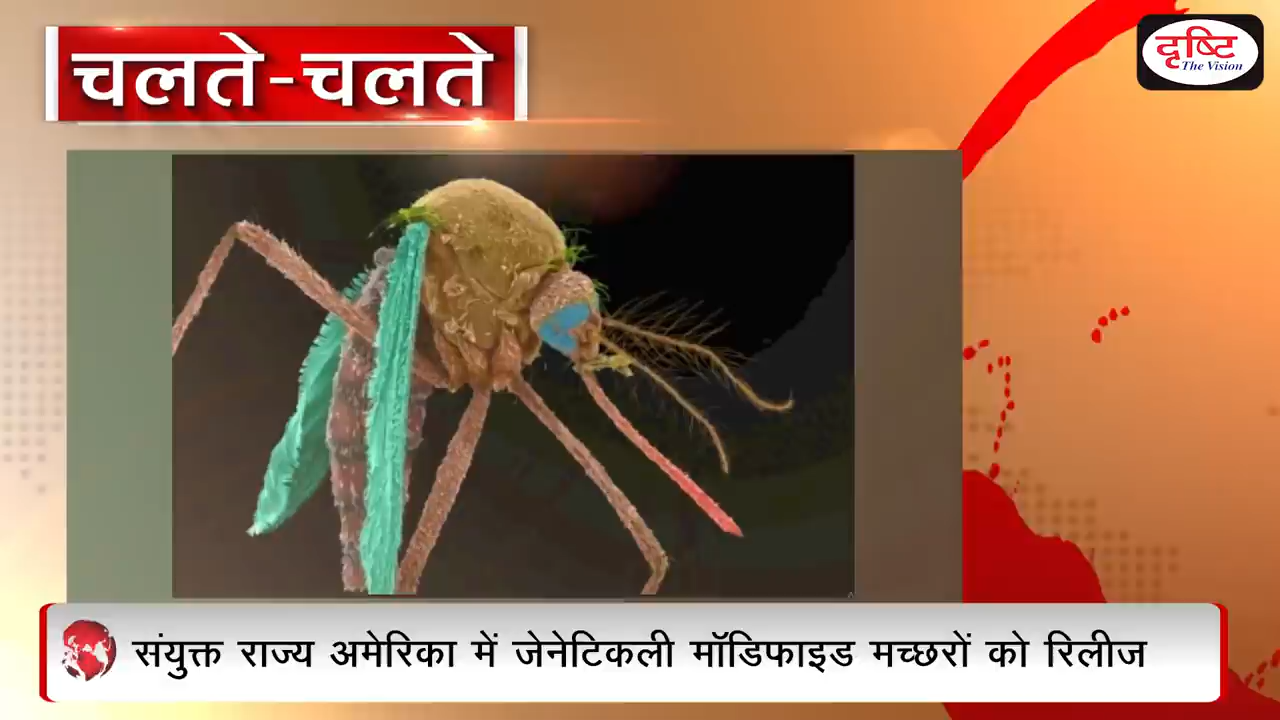 चलते-चलते
दृष्टि
The Vision
संयुक्त राज्य अमेरिका में जेनेटिकली मॉडिफाइड मच्छरों को रिलीज